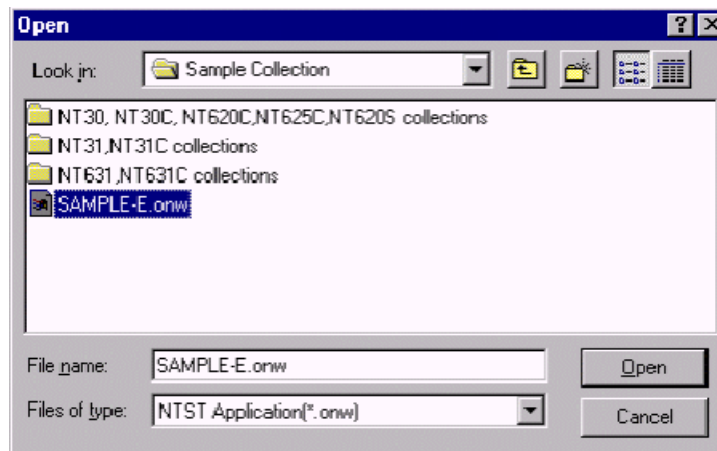 Open
Look in: Sample Collection
NT30, NT30C, NT620C,NT625C,NT620S collections
NT31,NT31C collections
NT631,NT631C collections
SAMPLE-E.onw
File name: SAMPLE-E.onw Open
Files of type: NTST Application(*.onw) Cancel